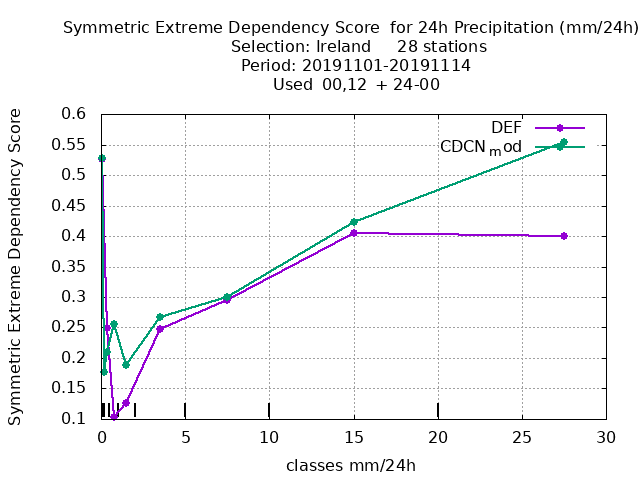 Symmetric Extreme Dependency Score for 24h Precipitation (mm/24h)
Selection: Ireland 28 stations
Period: 20191101-20191114
Used 00,12 + 24-00
Symmetric Extreme Dependency Score
0.6
0.55
0.5
0.45
0.4
0.35
0.3
0.25
0.2
0.15
0.1
DEF
CDCNmod
0 5 10 15 20 25 30
classes mm/24h